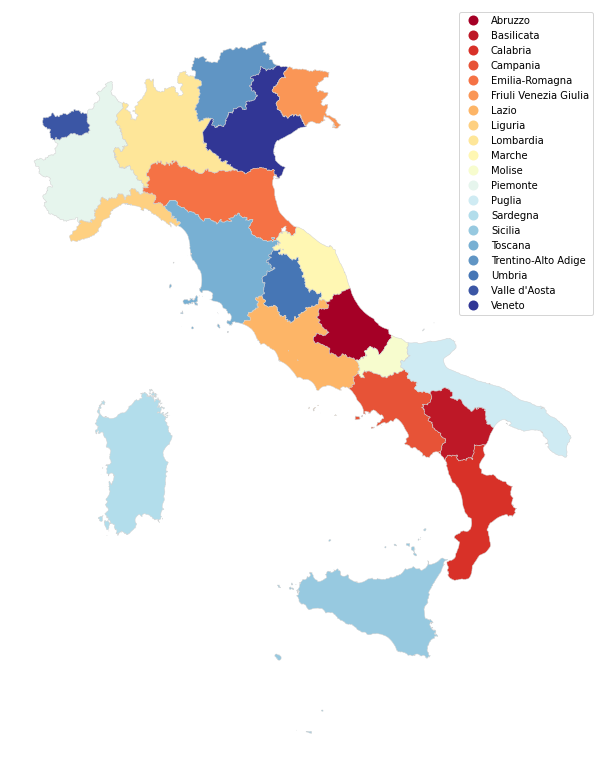 Abruzzo
Basilicata
Calabria
Campania
Emilia-Romagna
Friuli Venezia Giulia
Lazio
Liguria
Lombardia
Marche
Molise
Piemonte
Puglia
Sardegna
Sicilia
Toscana
Trentino-Alto Adige
Umbria
Valle d'Aosta
Veneto